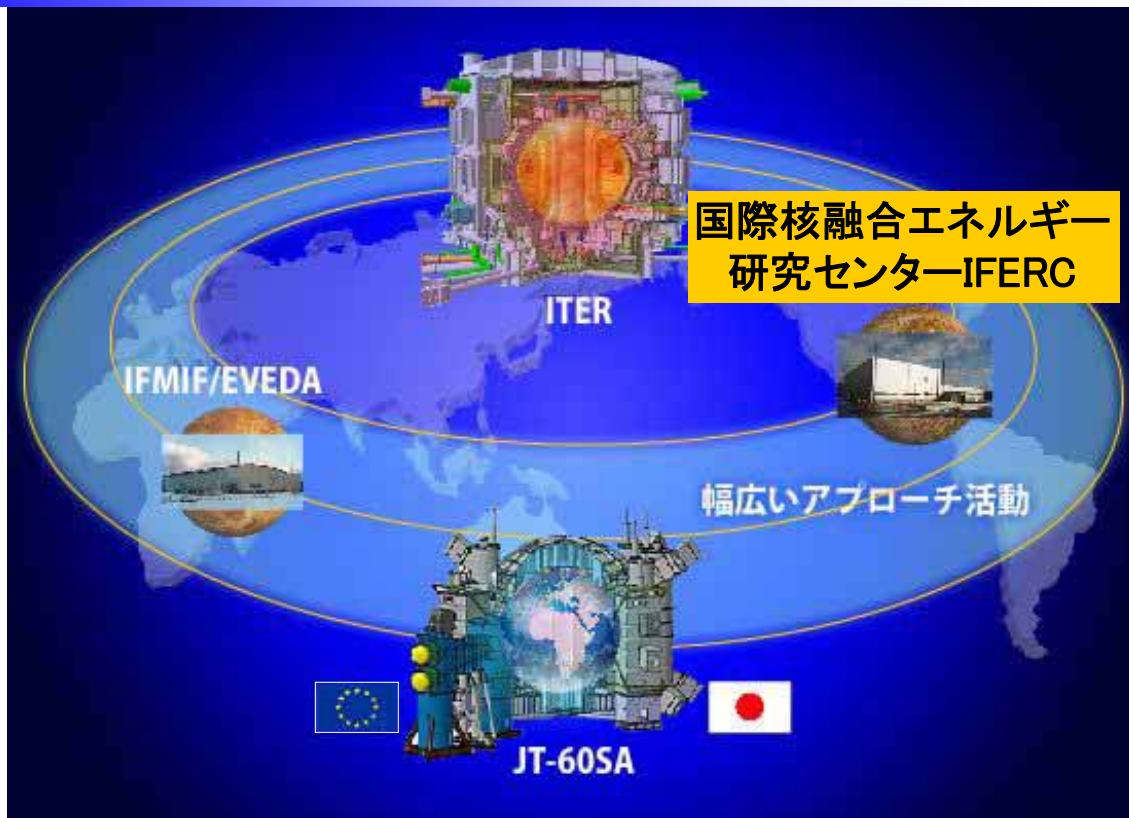 国際核融合エネルギー
研究センターIFERC
ITER
IFMIF/EVEDA
幅広いアプローチ活動
JT-60SA